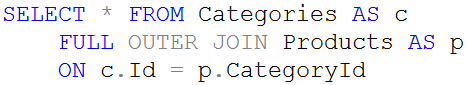 SELECT * FROM Categories AS c
FULL OUTER JOIN Products AS p
ON c.Id = p.CategoryId